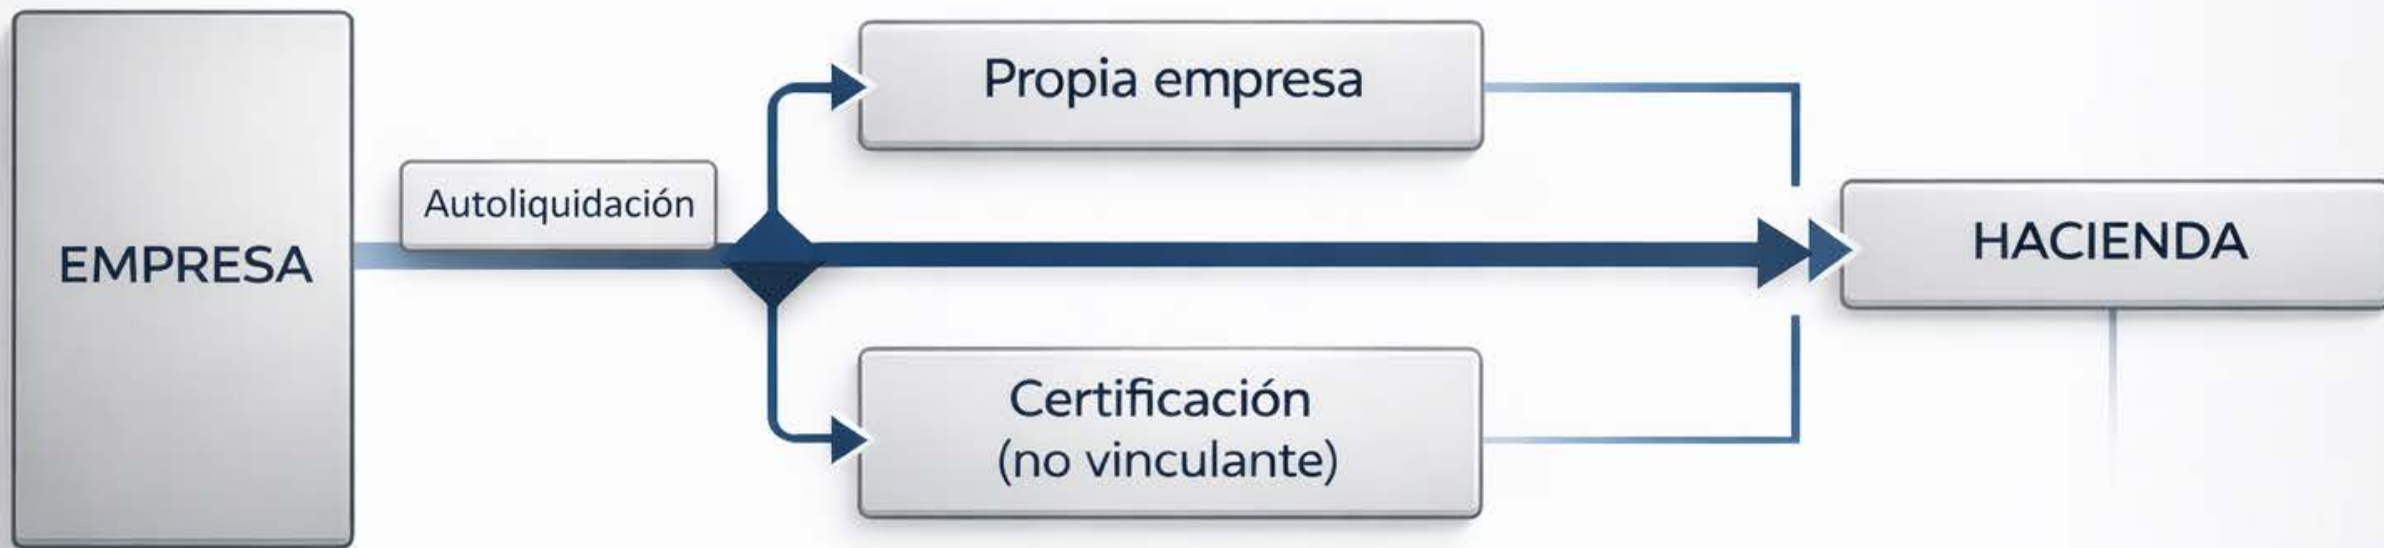 EMPRESA
Autoliquidación
Propia empresa
Certificación
(no vinculante)
HACIENDA